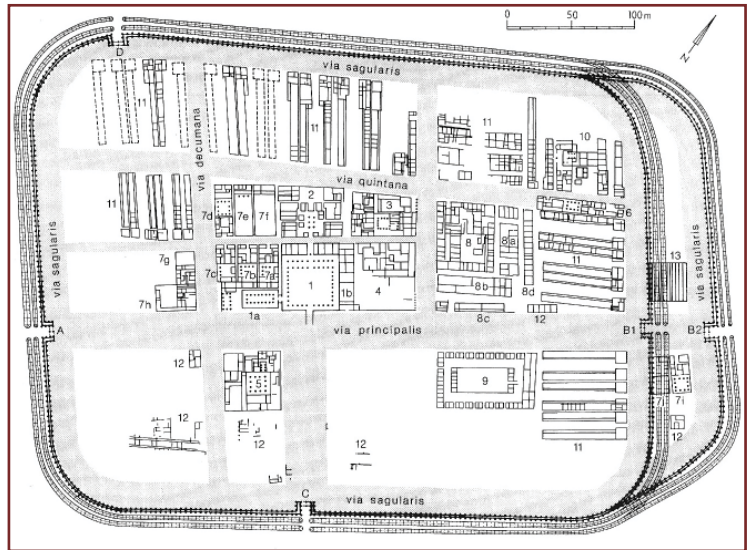 0 50 100 m
N
D
via sagularis
11
via decumana
11
11
10
via quintana
11
7d 7e 7f
2
3
6
8 8a
11
via sagularis
via sagularis
7g
7c 7b 7a
1
1b
4
8b
8d
13
7h
1a
8c
12
A
via principalis
B1
B2
12
5
9
7i
12
12
12
12
11
12
C
via sagularis